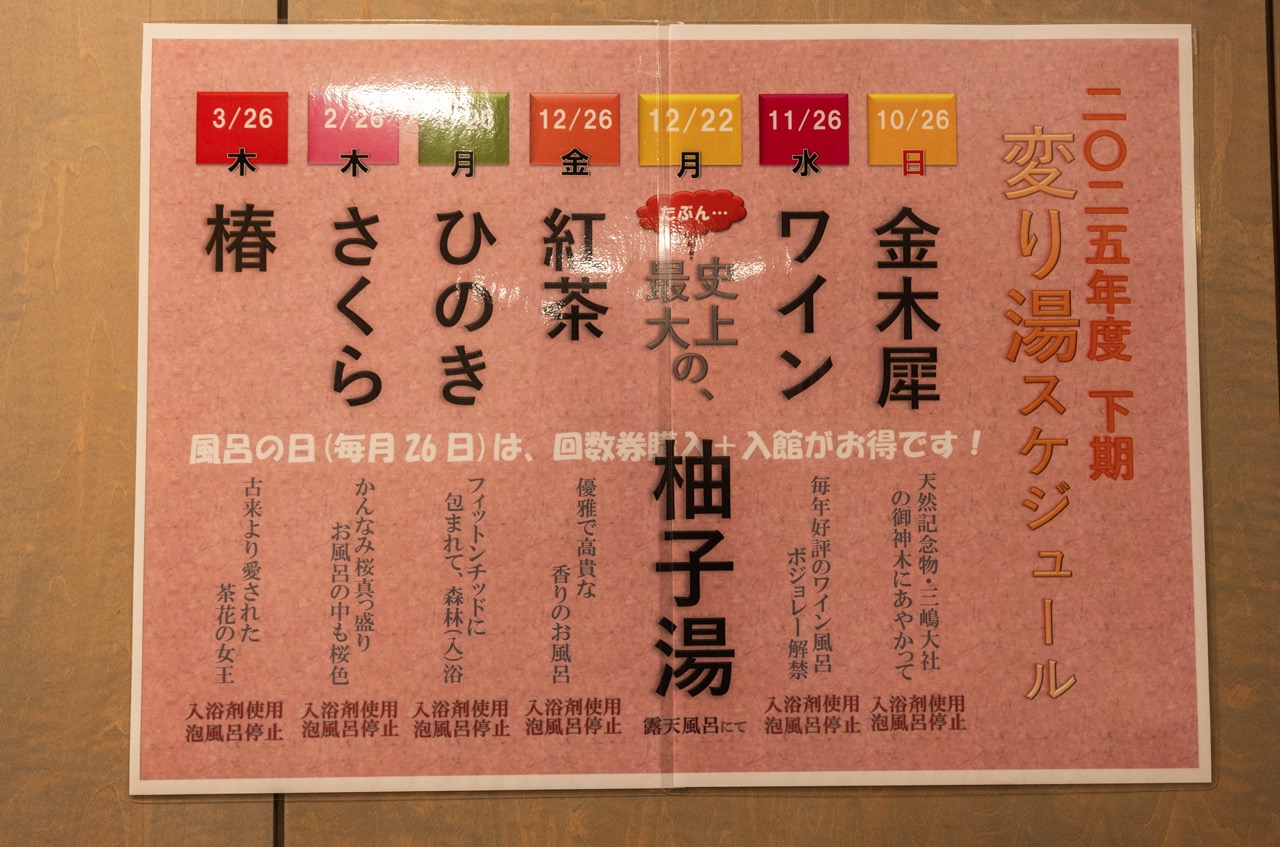 二〇二五年度 下期
変り湯スケジュール
10/26
日
金木犀
天然記念物・三嶋大社
の御神木にあやかって
入浴剤使用
泡風呂停止
11/26
水
ワイン
毎年好評のワイン風呂
ボジョレー解禁
入浴剤使用
泡風呂停止
12/22
月
たぶん…
史上
最大の、
柚子湯
露天風呂にて
12/26
金
紅茶
優雅で高貴な
香りのお風呂
入浴剤使用
泡風呂停止
月
ひのき
フィットンチッドに
包まれて、森林(入)浴
入浴剤使用
泡風呂停止
2/26
木
さくら
かんなみ桜真っ盛り
お風呂の中も桜色
入浴剤使用
泡風呂停止
3/26
木
椿
古来より愛された
茶花の女王
入浴剤使用
泡風呂停止
風呂の日(毎月26日)は、回数券購入+入館がお得です！